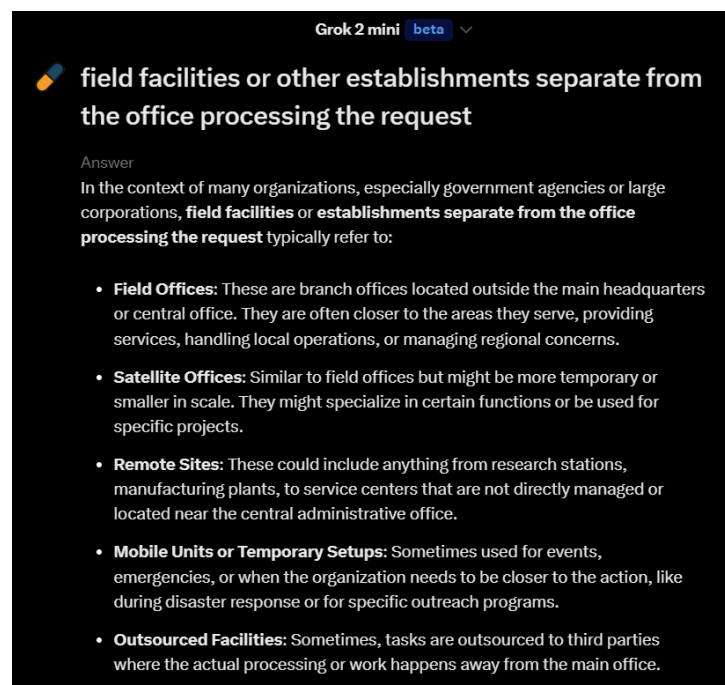 Grok 2 mini beta
field facilities or other establishments separate from
the office processing the request
Answer
In the context of many organizations, especially government agencies or large
corporations, field facilities or establishments separate from the office
processing the request typically refer to:
• Field Offices: These are branch offices located outside the main headquarters
or central office. They are often closer to the areas they serve, providing
services, handling local operations, or managing regional concerns.
• Satellite Offices: Similar to field offices but might be more temporary or
smaller in scale. They might specialize in certain functions or be used for
specific projects.
• Remote Sites: These could include anything from research stations,
manufacturing plants, to service centers that are not directly managed or
located near the central administrative office.
• Mobile Units or Temporary Setups: Sometimes used for events,
emergencies, or when the organization needs to be closer to the action, like
during disaster response or for specific outreach programs.
• Outsourced Facilities: Sometimes, tasks are outsourced to third parties
where the actual processing or work happens away from the main office.